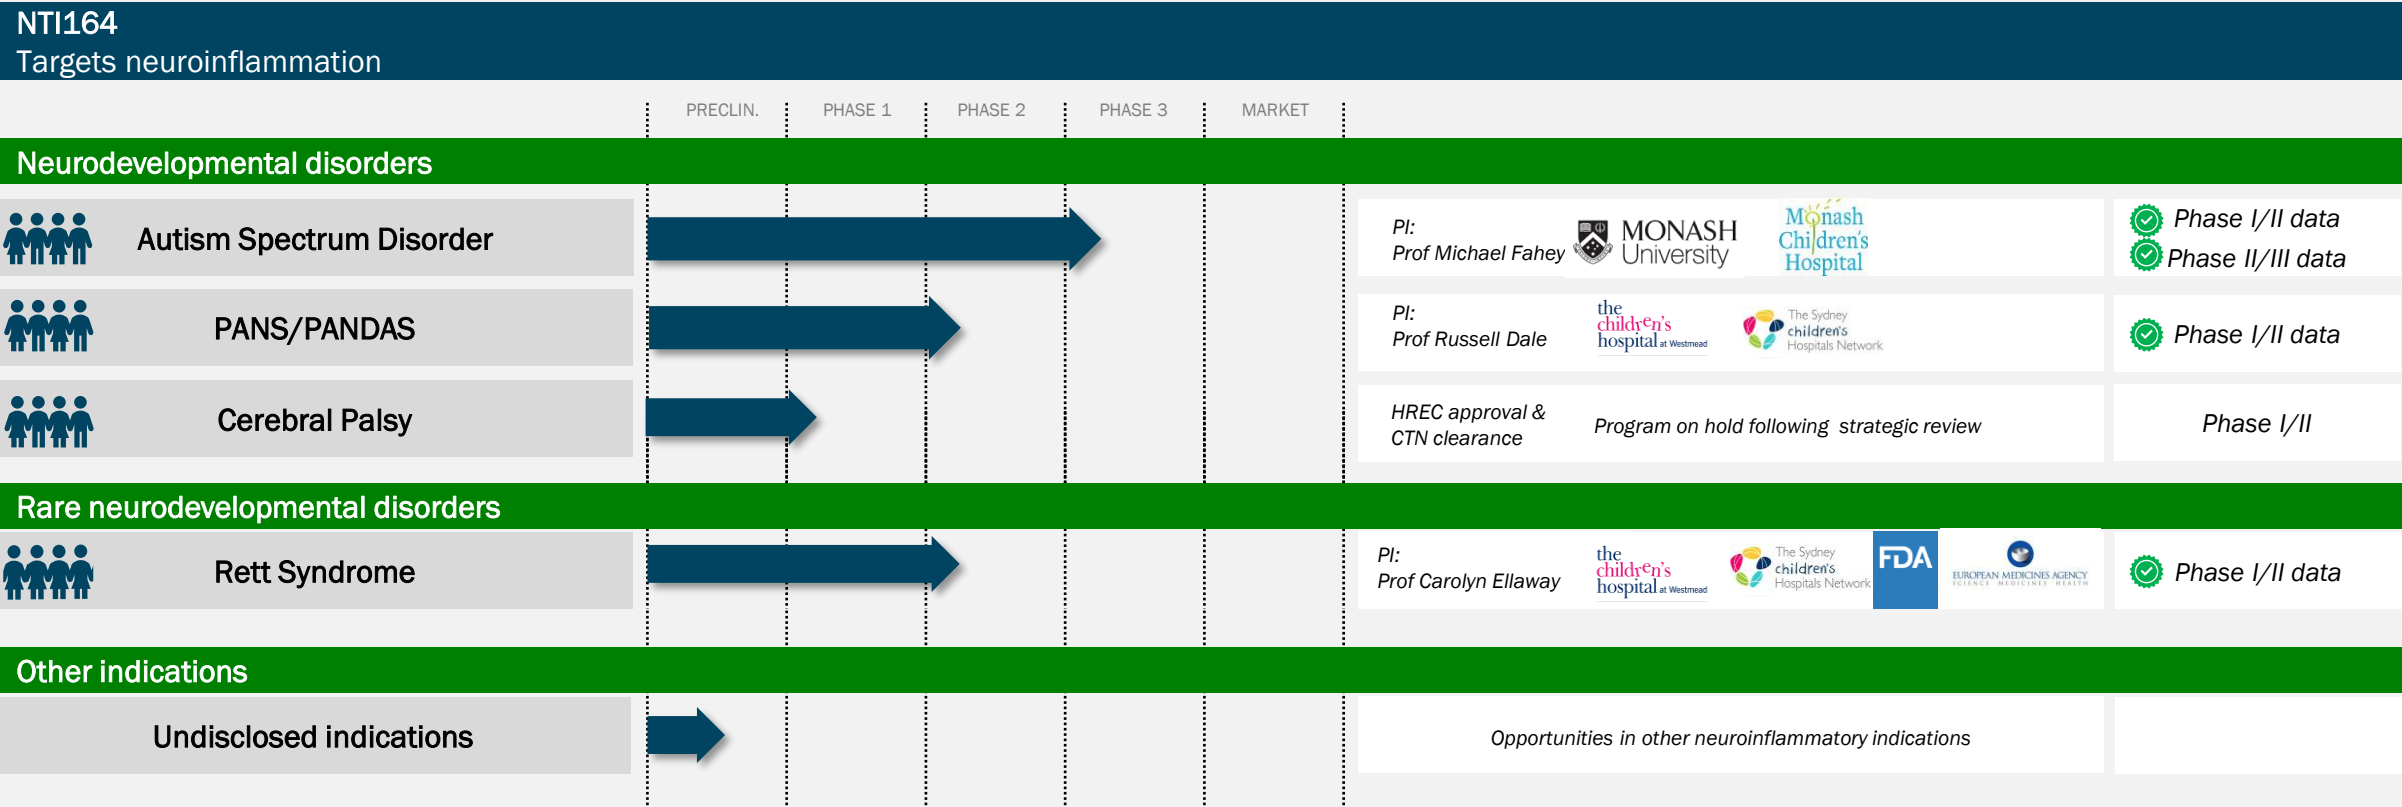 NTI164
Targets neuroinflammation
PRECLIN. PHASE 1 PHASE 2 PHASE 3 MARKET
Neurodevelopmental disorders
Autism Spectrum Disorder
PI:
Prof Michael Fahey
MONASH
University
Monash
Children's
Hospital
Phase I/II data
Phase II/III data
PANS/PANDAS
PI:
Prof Russell Dale
the
children's
hospital at Westmead
The Sydney
children's
Hospitals Network
Phase I/II data
Cerebral Palsy
HREC approval &
CTN clearance
Program on hold following strategic review
Phase I/II
Rare neurodevelopmental disorders
Rett Syndrome
PI:
Prof Carolyn Ellaway
the
children's
hospital at Westmead
The Sydney
children's
Hospitals Network
FDA
EUROPEAN MEDICINES AGENCY
SCIENCE MEDICINES HEALTH
Phase I/II data
Other indications
Undisclosed indications
Opportunities in other neuroinflammatory indications